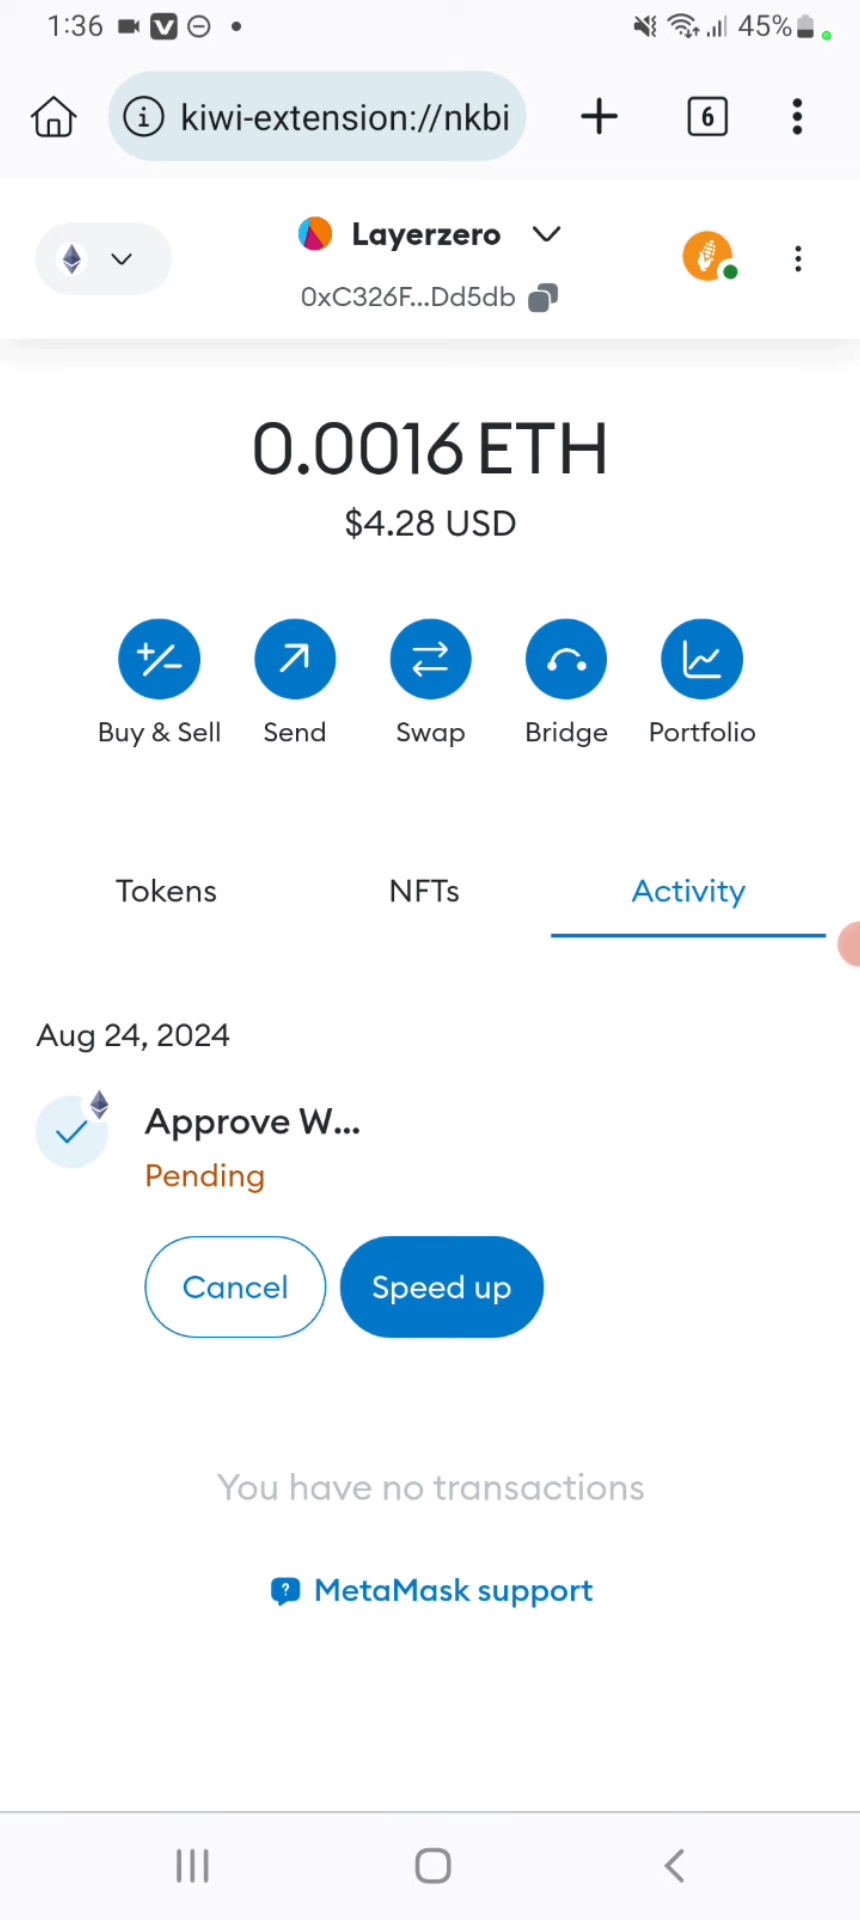 1:36
45%
kiwi-extension://nkbi
6
Layerzero
0xC326F...Dd5db
0.0016 ETH
$4.28 USD
Buy & Sell Send Swap Bridge Portfolio
Tokens NFTs Activity
Aug 24, 2024
Approve W...
Pending
Cancel Speed up
You have no transactions
MetaMask support